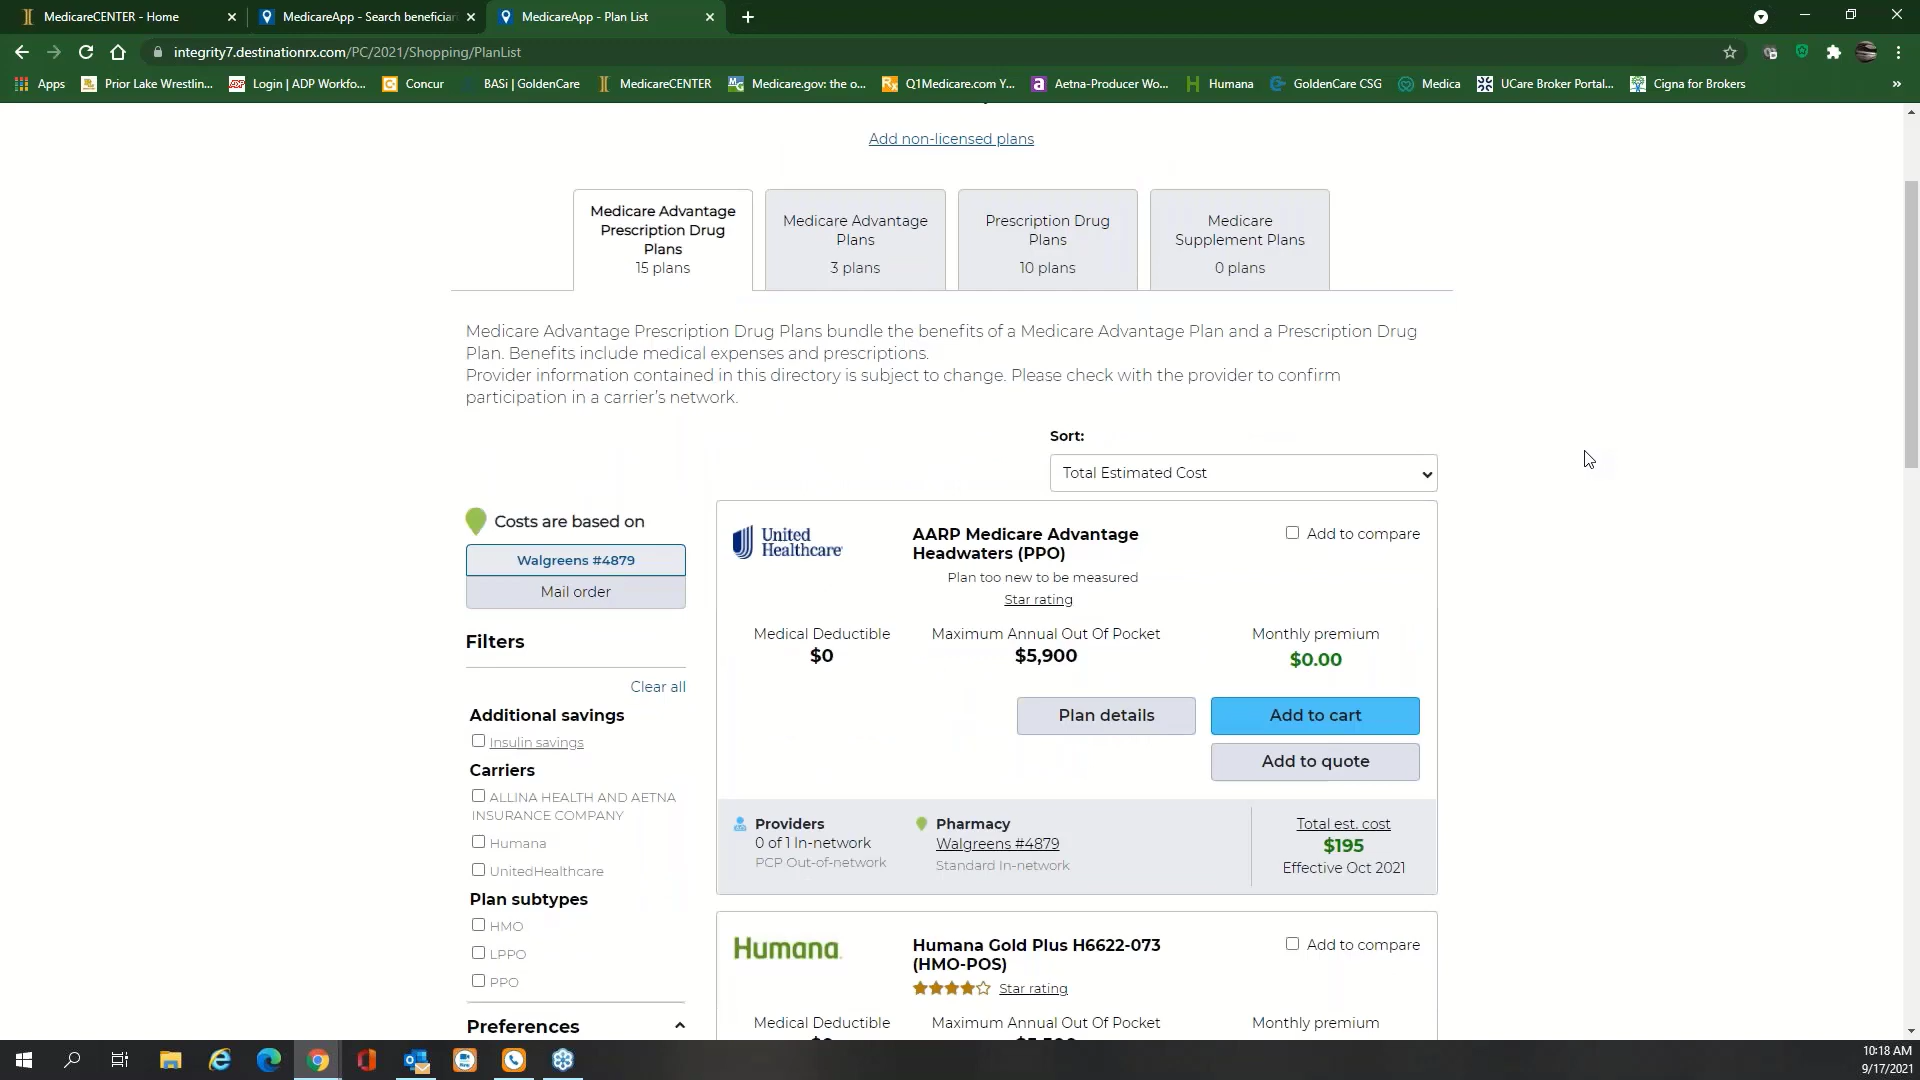 MedicareCENTER - Home
MedicareApp - Search beneficiari
MedicareApp - Plan List
integrity7.destinationrx.com/PC/2021/Shopping/PlanList
Apps
Prior Lake Wrestlin...
Login | ADP Workfo...
Concur
BASi | GoldenCare
MedicareCENTER
Medicare.gov: the o...
Q1Medicare.com Y...
Aetna-Producer Wo...
Humana
GoldenCare CSG
Medica
UCare Broker Portal...
Cigna for Brokers
Add non-licensed plans
Medicare Advantage
Prescription Drug
Plans
15 plans
Medicare Advantage
Plans
3 plans
Prescription Drug
Plans
10 plans
Medicare
Supplement Plans
0 plans
Medicare Advantage Prescription Drug Plans bundle the benefits of a Medicare Advantage Plan and a Prescription Drug
Plan. Benefits include medical expenses and prescriptions.
Provider information contained in this directory is subject to change. Please check with the provider to confirm
participation in a carrier's network.
Sort:
Total Estimated Cost
Costs are based on
Walgreens #4879
Mail order
Filters
Clear all
Additional savings
Insulin savings
Carriers
ALLINA HEALTH AND AETNA
INSURANCE COMPANY
Humana
UnitedHealthcare
Plan subtypes
HMO
LPPO
PPO
Preferences
United
Healthcare
AARP Medicare Advantage
Headwaters (PPO)
Plan too new to be measured
Star rating
Add to compare
Medical Deductible
$0
Maximum Annual Out Of Pocket
$5,900
Monthly premium
$0.00
Plan details
Add to cart
Add to quote
Providers
0 of 1 In-network
PCP Out-of-network
Pharmacy
Walgreens #4879
Standard In-network
Total est. cost
$195
Effective Oct 2021
Humana.
Humana Gold Plus H6622-073
(HMO-POS)
Star rating
Add to compare
Medical Deductible
Maximum Annual Out Of Pocket
Monthly premium
10:18 AM
9/17/2021